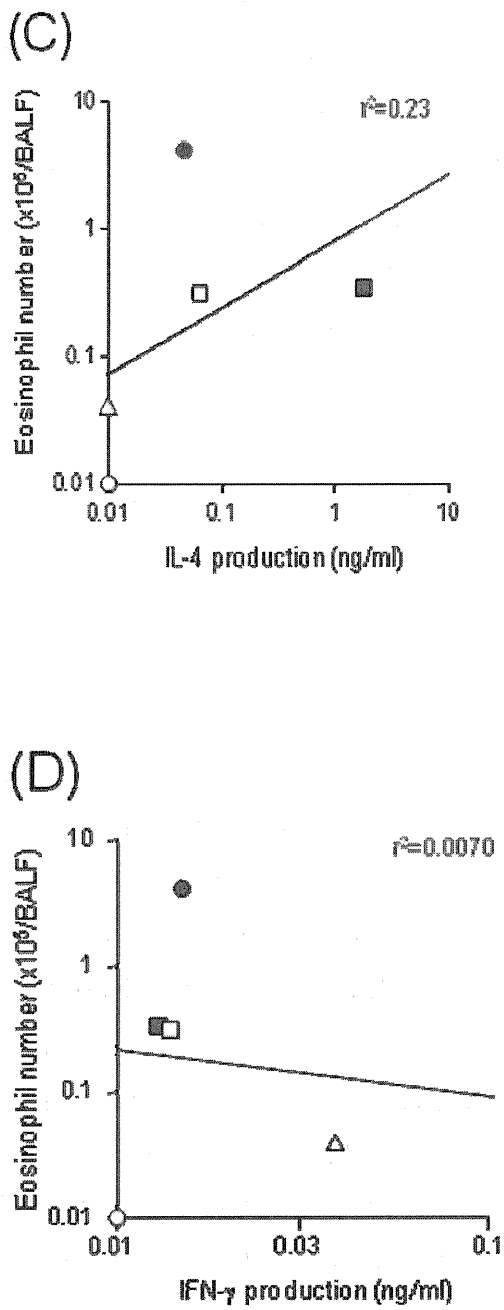 (C)
Eosinophil number (x10⁵/BALF)
10
1
0.1
0.01
r²=0.23
0.01
0.1
1
10
IL-4 production (ng/ml)
(D)
Eosinophil number (x10⁵/BALF)
10
1
0.1
0.01
r²=0.0070
0.01
0.03
0.1
IFN-γ production (ng/ml)